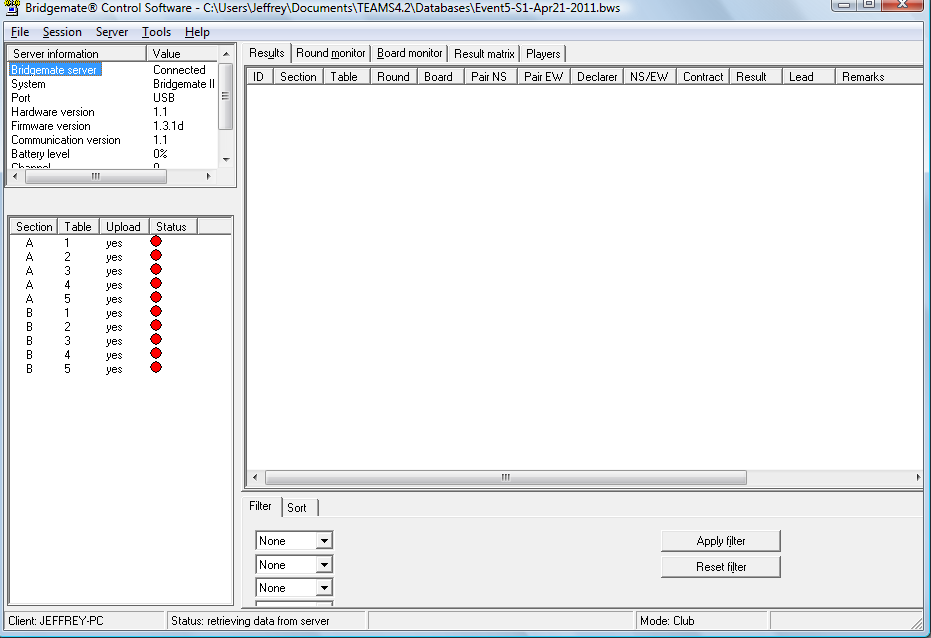 Bridgemate® Control Software - C:\Users\Jeffrey\Documents\TEAMS4.2\Databases\Event5-S1-Apr21-2011.bws
File Session Server Tools Help
Server information Value
Bridgemate server Connected
System Bridgemate II
Port USB
Hardware version 1.1
Firmware version 1.3.1d
Communication version 1.1
Battery level 0%
Channel 0
Section Table Upload Status
A 1 yes
A 2 yes
A 3 yes
A 4 yes
A 5 yes
B 1 yes
B 2 yes
B 3 yes
B 4 yes
B 5 yes
Results Round monitor Board monitor Result matrix Players
ID Section Table Round Board Pair NS Pair EW Declarer NS/EW Contract Result Lead Remarks
Filter Sort
None Apply filter
None Reset filter
None
Client: JEFFREY-PC Status: retrieving data from server Mode: Club